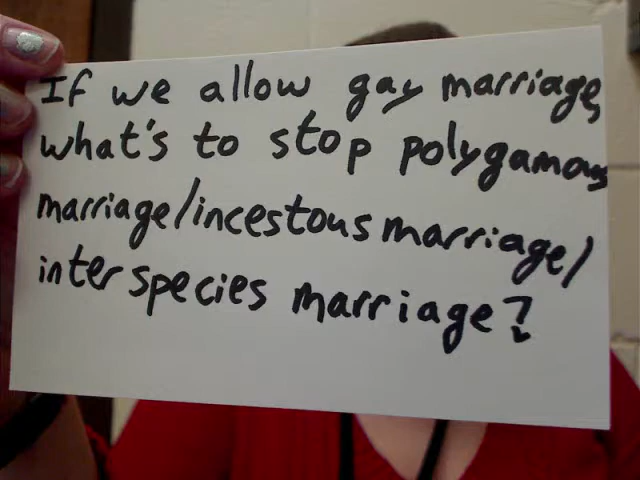 If we allow gay marriage,
what's to stop polygamous
marriage/incestous marriage/
interspecies marriage?